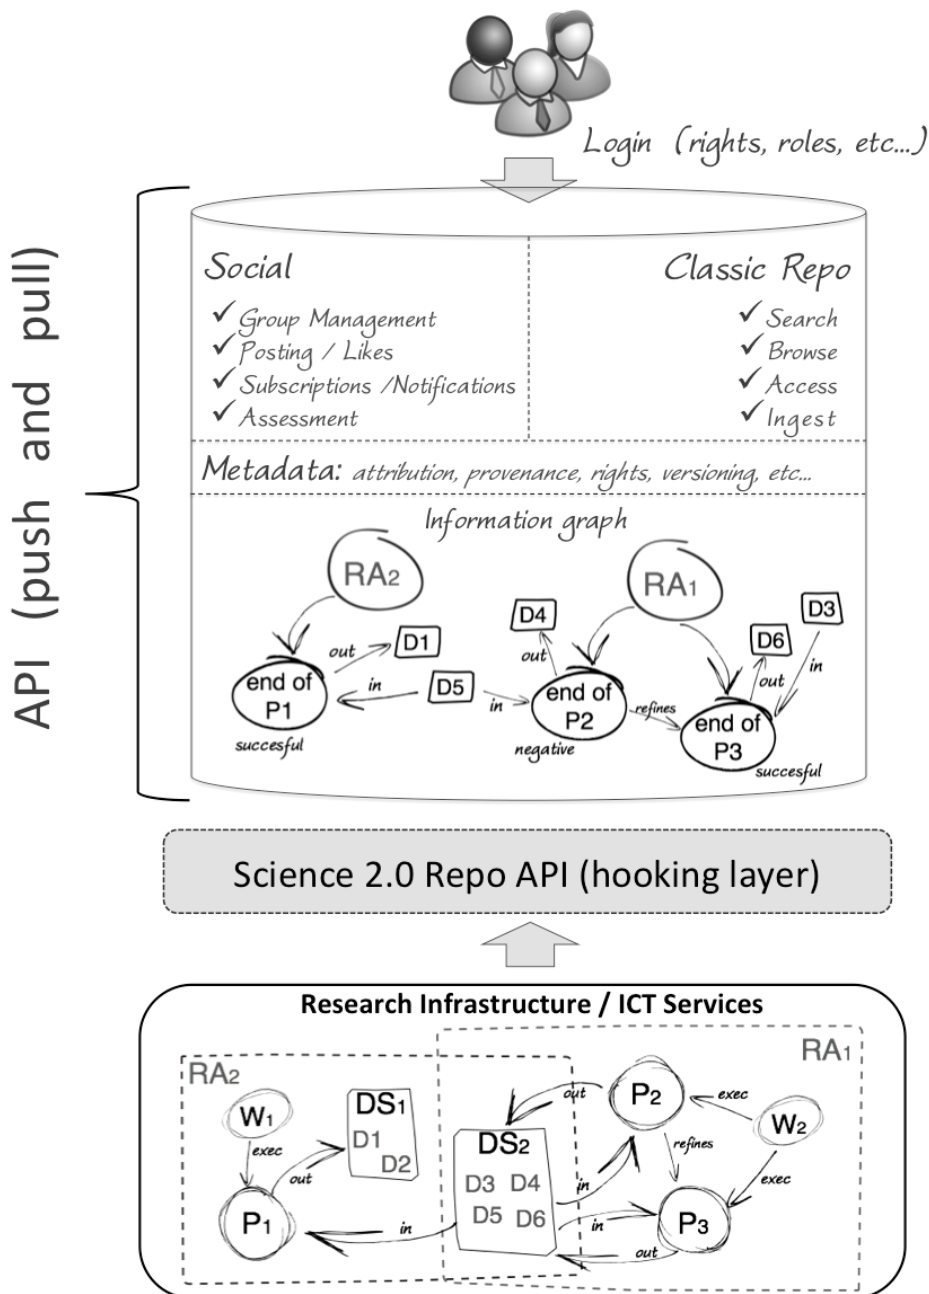 Login (rights, roles, etc...)
API (push and pull)
Social
✓ Group Management
✓ Posting / Likes
✓ Subscriptions /Notifications
✓ Assessment
Classic Repo
✓ Search
✓ Browse
✓ Access
✓ Ingest
Metadata: attribution, provenance, rights, versioning, etc...
Information graph
RA2
RA1
D4
D3
D1
D6
out
out
out
in
end of
P1
in
D5
in
end of
P2
refines
end of
P3
succesful
negative
succesful
Science 2.0 Repo API (hooking layer)
Research Infrastructure / ICT Services
RA2
RA1
W1
exec
P1
out
DS1
D1
D2
in
DS2
D3 D4
D5 D6
out
in
in
out
P2
refines
P3
exec
W2
exec